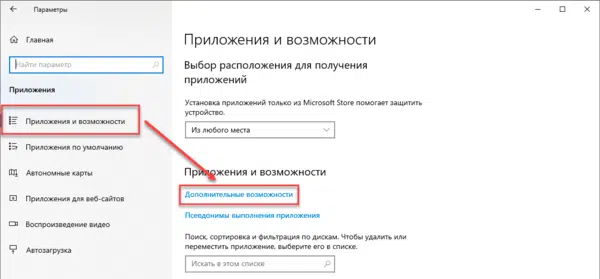 Параметры
Главная
Найти параметр
Приложения
Приложения и возможности
Приложения по умолчанию
Автономные карты
Приложения для веб-сайтов
Воспроизведение видео
Автозагрузка
Приложения и возможности
Выбор расположения для получения
приложений
Установка приложений только из Microsoft Store помогает защитить
устройство.
Из любого места
Приложения и возможности
Дополнительные возможности
Псевдонимы выполнения приложения
Поиск, сортировка и фильтрация по дискам. Чтобы удалить или
переместить приложение, выберите его в списке.
Искать в этом списке